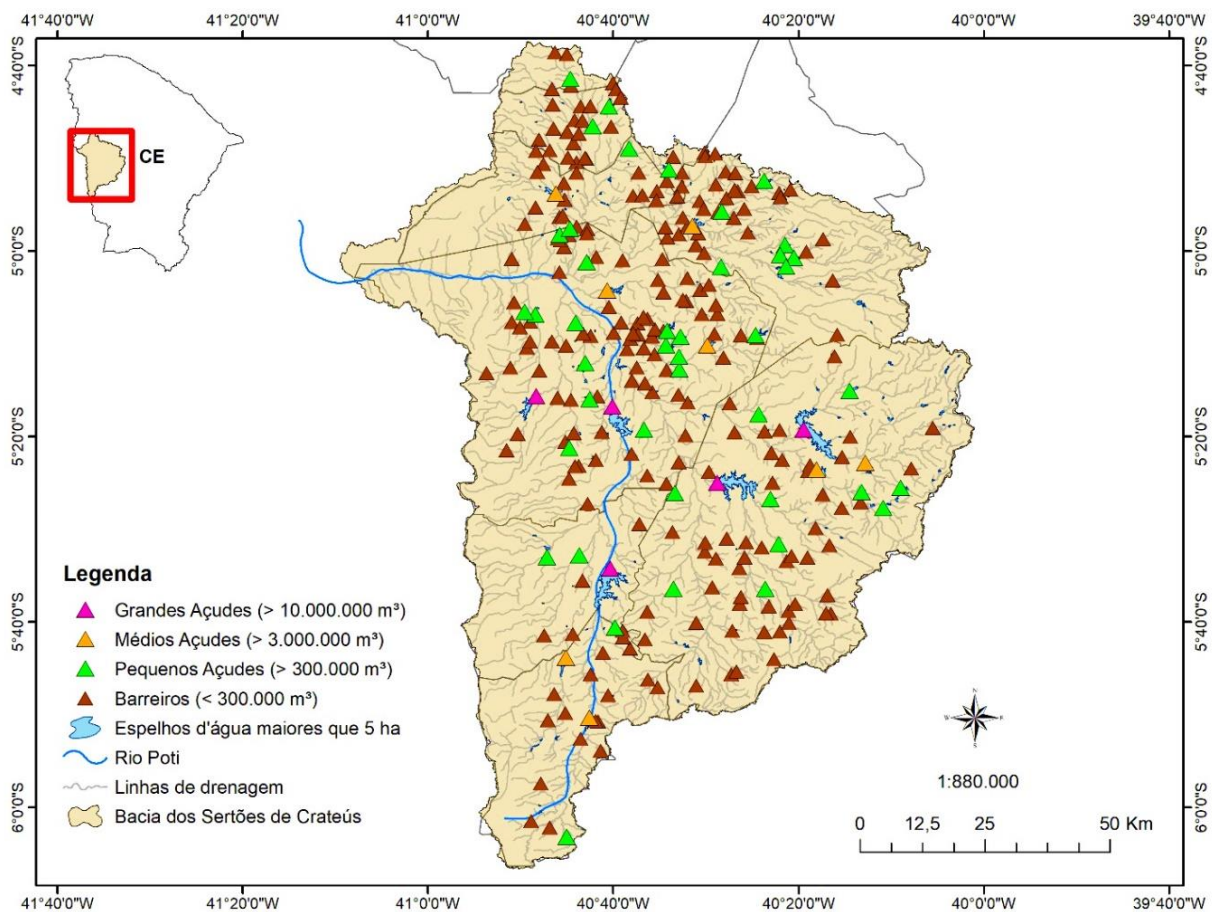 41°40'0"W 41°20'0"W 41°0'0"W 40°40'0"W 40°20'0"W 40°0'0"W 39°40'0"W
4°40'0"S 4°40'0"S
CE
5°0'0"S 5°0'0"S
5°20'0"S 5°20'0"S
Legenda
Grandes Açudes (> 10.000.000 m³)
Médios Açudes (> 3.000.000 m³)
Pequenos Açudes (> 300.000 m³)
Barreiros (< 300.000 m³)
Espelhos d'água maiores que 5 ha
Rio Poti
Linhas de drenagem
Bacia dos Sertões de Crateús
5°40'0"S 5°40'0"S
N
W E
S
1:880.000
0 12,5 25 50 Km
6°0'0"S 6°0'0"S
41°40'0"W 41°20'0"W 41°0'0"W 40°40'0"W 40°20'0"W 40°0'0"W 39°40'0"W